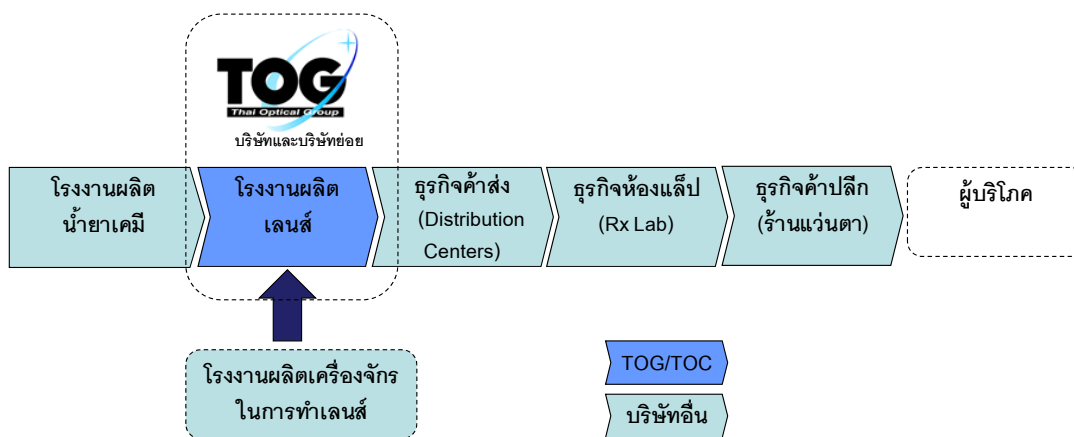 TOG
Thai Optical Group
บริษัทและบริษัทย่อย
โรงงานผลิต
น้ำยาเคมี
โรงงานผลิต
เลนส์
ธุรกิจค้าส่ง
(Distribution
Centers)
ธุรกิจห้องแล็ป
(Rx Lab)
ธุรกิจค้าปลีก
(ร้านแว่นตา)
ผู้บริโภค
โรงงานผลิตเครื่องจักร
ในการทำเลนส์
TOG/TOC
บริษัทอื่น